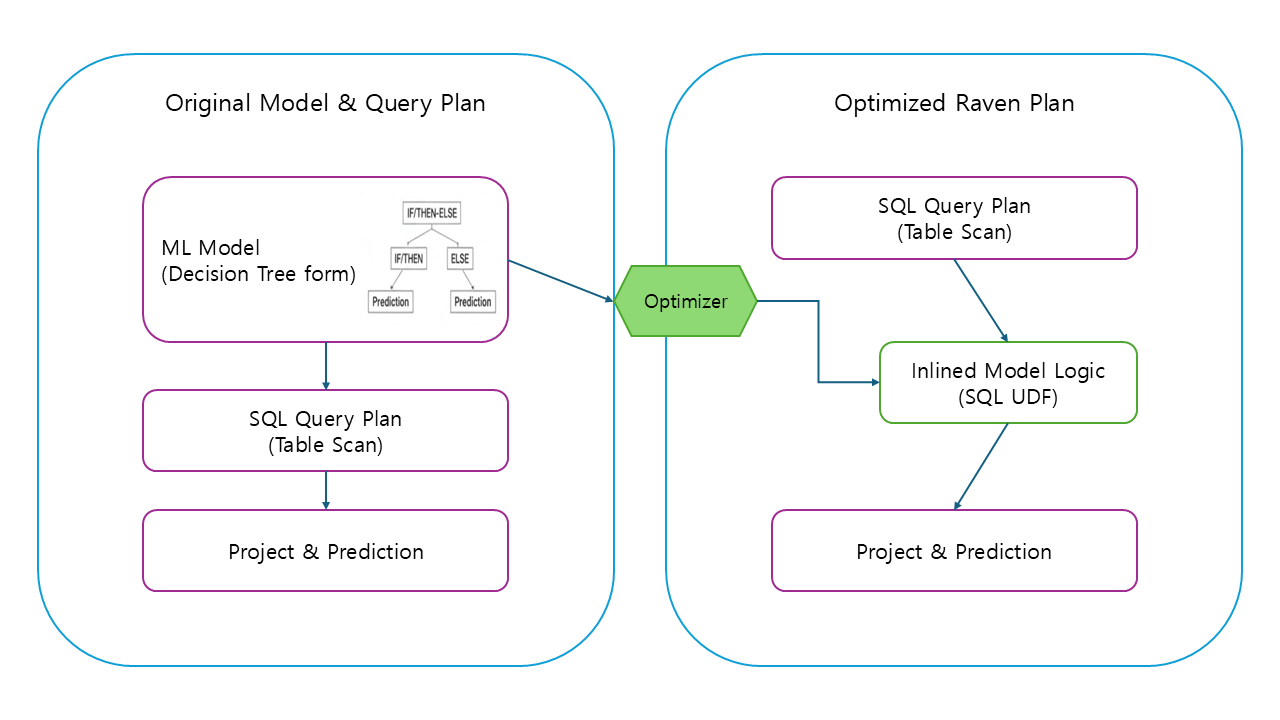 Original Model & Query Plan
ML Model
(Decision Tree form)
IF/THEN-ELSE
IF/THEN
ELSE
Prediction
Prediction
SQL Query Plan
(Table Scan)
Project & Prediction
Optimizer
Optimized Raven Plan
SQL Query Plan
(Table Scan)
Inlined Model Logic
(SQL UDF)
Project & Prediction